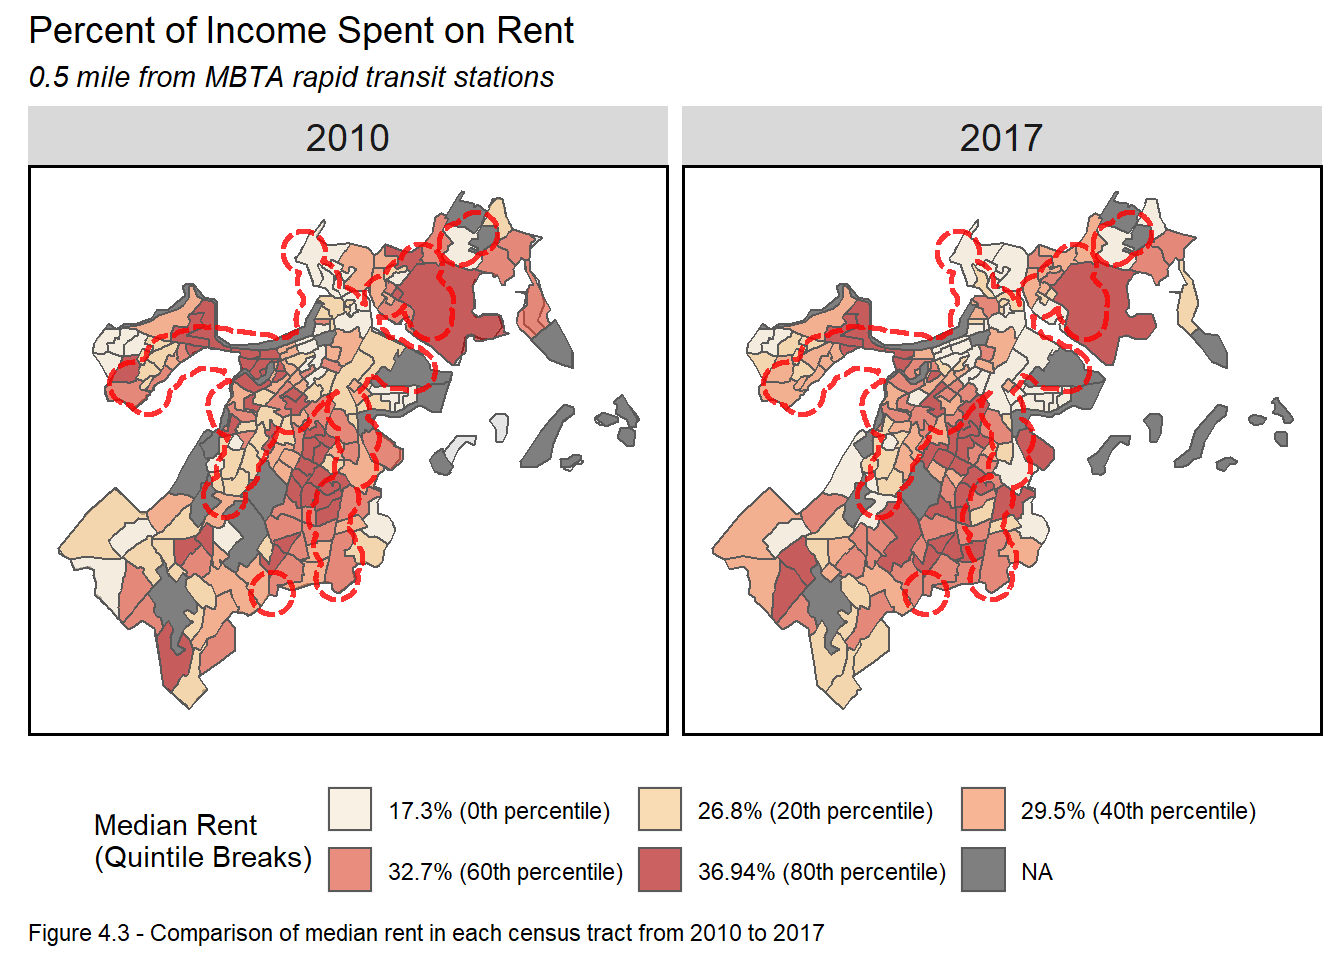 Percent of Income Spent on Rent
0.5 mile from MBTA rapid transit stations
2010
2017
Median Rent
(Quintile Breaks)
17.3% (0th percentile)
26.8% (20th percentile)
29.5% (40th percentile)
32.7% (60th percentile)
36.94% (80th percentile)
NA
Figure 4.3 - Comparison of median rent in each census tract from 2010 to 2017